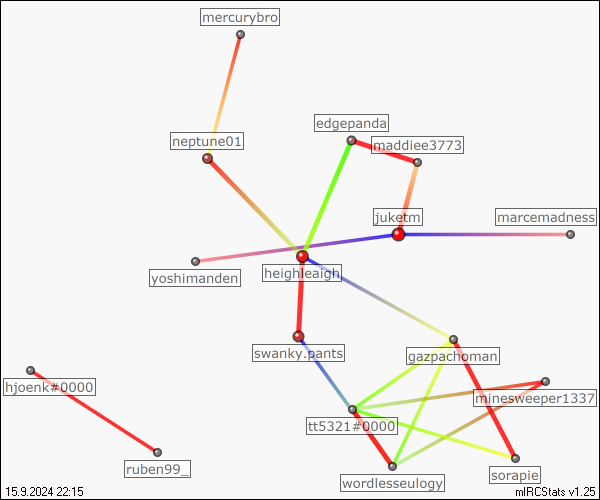 mercurybro
edgepanda
neptune01
maddiee3773
juketm
marcemadness
yoshimanden
heighleaigh
swanky.pants
gazpachoman
hjoenk#0000
minesweeper1337
tt5321#0000
ruben99_
sorapie
wordlesseulogy
15.9.2024 22:15
mIRCStats v1.25